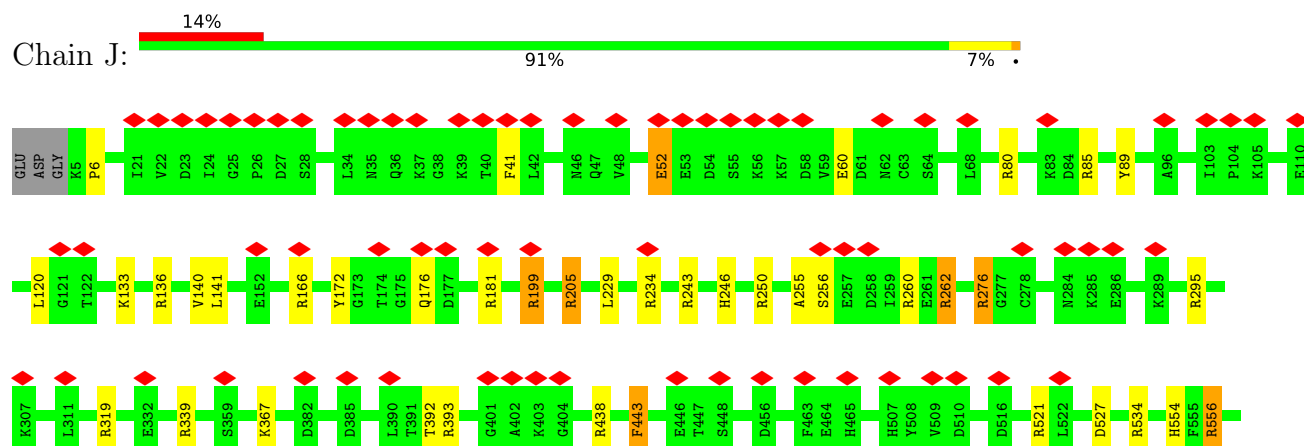 14%
Chain J:
91% 7% •
GLU ASP GLY K5 P6 I21 V22 D23 I24 G25 P26 D27 S28 L34 N35 Q36 K37 G38 K39 T40 F41 L42 N46 Q47 V48 E52 E53 D54 S55 K56 K57 D58 V59 E60 D61 N62 C63 S64 L68 R80 K83 D84 R85 Y89 A96 I103 P104 K105 E110
L120 G121 T122 K133 R136 V140 L141 E152 R166 Y172 G173 T174 G175 Q176 D177 R181 R199 R205 L229 R234 R243 H246 R250 A255 S256 E257 D258 I259 R260 E261 R262 R276 G277 C278 N284 K285 E286 K289 R295
K307 L311 R319 E332 R339 S359 K367 D382 D385 L390 T391 T392 R393 G401 A402 K403 G404 R438 F443 E446 T447 S448 D456 F463 E464 H465 H507 Y508 V509 D510 D516 R521 L522 D527 R534 H554 F555 R556